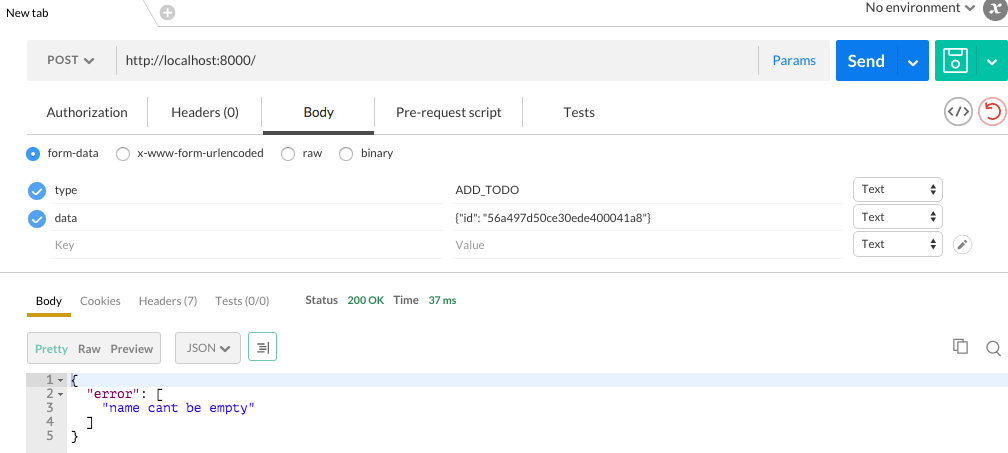 New tab
No environment
POST http://localhost:8000/ Params Send
Authorization Headers (0) Body Pre-request script Tests
form-data x-www-form-urlencoded raw binary
type ADD_TODO Text
data {"id": "56a497d50ce30ede400041a8"} Text
Key Value Text
Body Cookies Headers (7) Tests (0/0) Status 200 OK Time 37 ms
Pretty Raw Preview JSON
1 {
2 "error": [
3 "name cant be empty"
4 ]
5 }